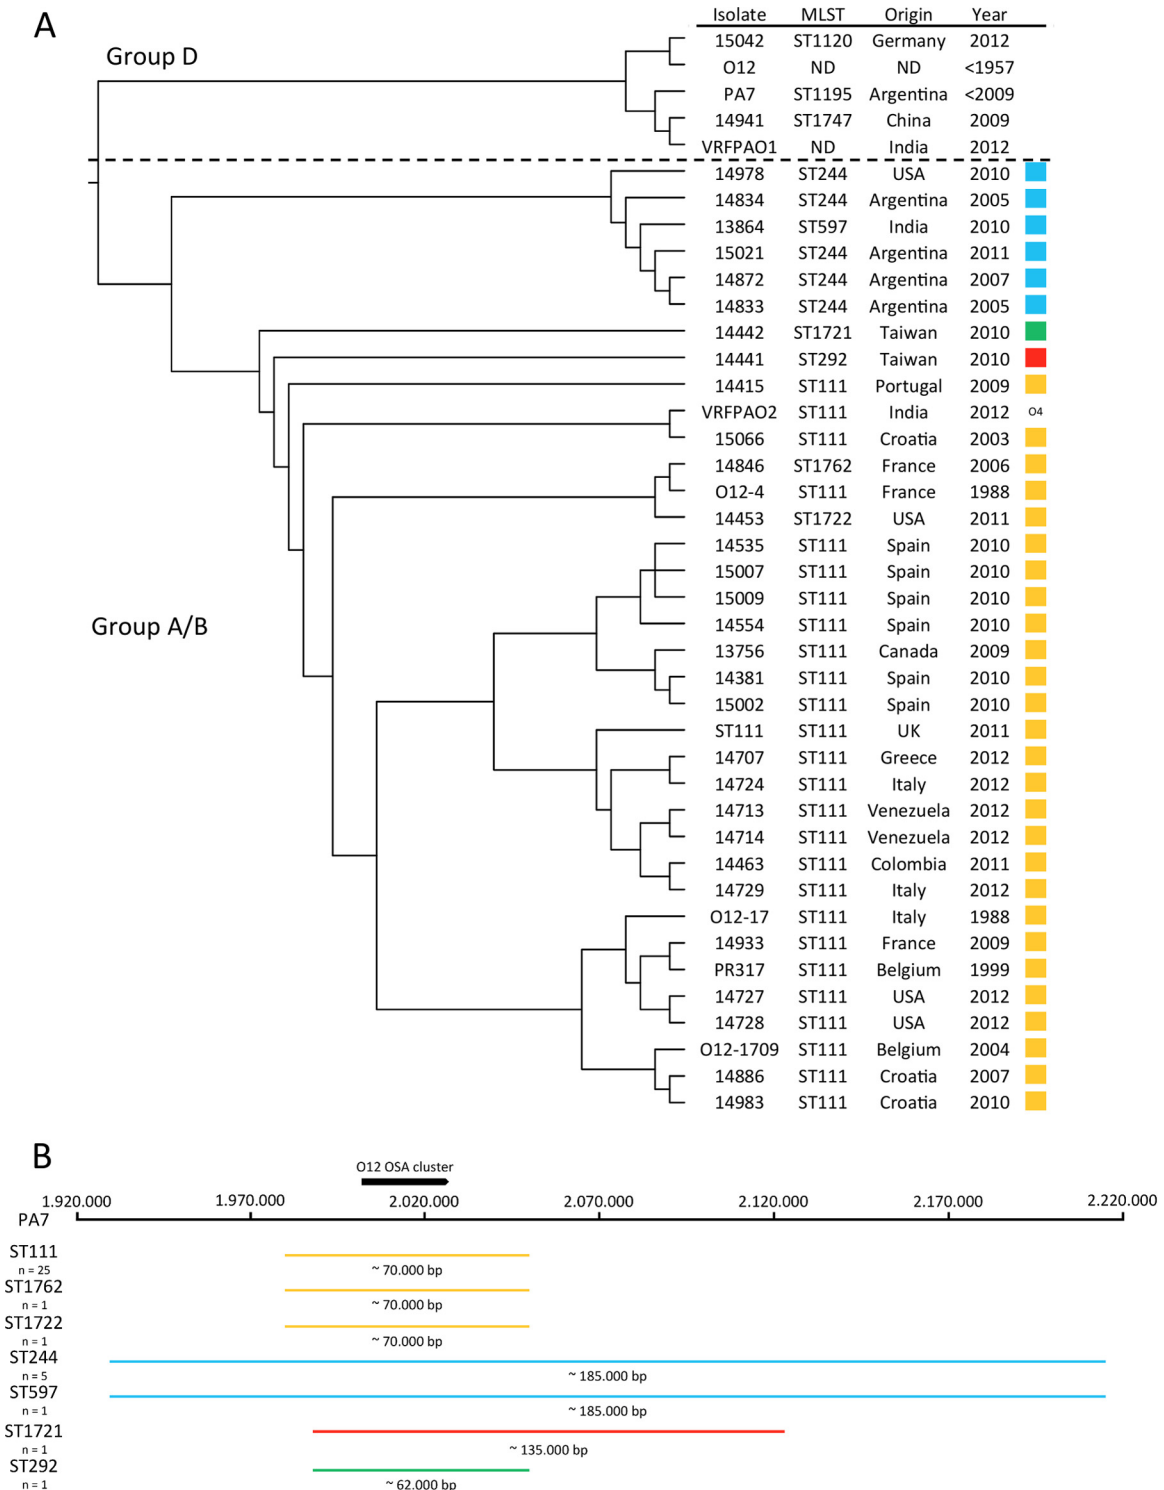 A
Isolate MLST Origin Year
Group D
15042 ST1120 Germany 2012
O12 ND ND <1957
PA7 ST1195 Argentina <2009
14941 ST1747 China 2009
VRFPAO1 ND India 2012
14978 ST244 USA 2010
14834 ST244 Argentina 2005
13864 ST597 India 2010
15021 ST244 Argentina 2011
14872 ST244 Argentina 2007
14833 ST244 Argentina 2005
14442 ST1721 Taiwan 2010
14441 ST292 Taiwan 2010
14415 ST111 Portugal 2009
VRFPAO2 ST111 India 2012 O4
15066 ST111 Croatia 2003
14846 ST1762 France 2006
O12-4 ST111 France 1988
14453 ST1722 USA 2011
14535 ST111 Spain 2010
15007 ST111 Spain 2010
15009 ST111 Spain 2010
Group A/B
14554 ST111 Spain 2010
13756 ST111 Canada 2009
14381 ST111 Spain 2010
15002 ST111 Spain 2010
ST111 ST111 UK 2011
14707 ST111 Greece 2012
14724 ST111 Italy 2012
14713 ST111 Venezuela 2012
14714 ST111 Venezuela 2012
14463 ST111 Colombia 2011
14729 ST111 Italy 2012
O12-17 ST111 Italy 1988
14933 ST111 France 2009
PR317 ST111 Belgium 1999
14727 ST111 USA 2012
14728 ST111 USA 2012
O12-1709 ST111 Belgium 2004
14886 ST111 Croatia 2007
14983 ST111 Croatia 2010
B
O12 OSA cluster
1.920.000 1.970.000 2.020.000 2.070.000 2.120.000 2.170.000 2.220.000
PA7
ST111
n = 25
~ 70.000 bp
ST1762
n = 1
~ 70.000 bp
ST1722
n = 1
~ 70.000 bp
ST244
n = 5
~ 185.000 bp
ST597
n = 1
~ 185.000 bp
ST1721
n = 1
~ 135.000 bp
ST292
n = 1
~ 62.000 bp